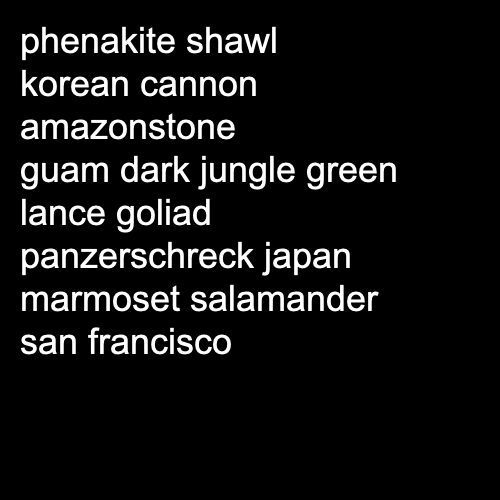 phenakite shawl
korean cannon
amazonstone
guam dark jungle green
lance goliad
panzerschreck japan
marmoset salamander
san francisco